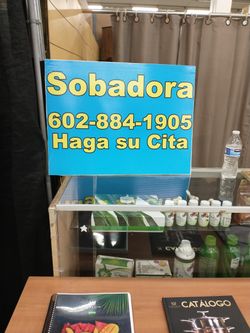 Sobadora
602-884-1905
Haga su Cita
CATÁLOGO